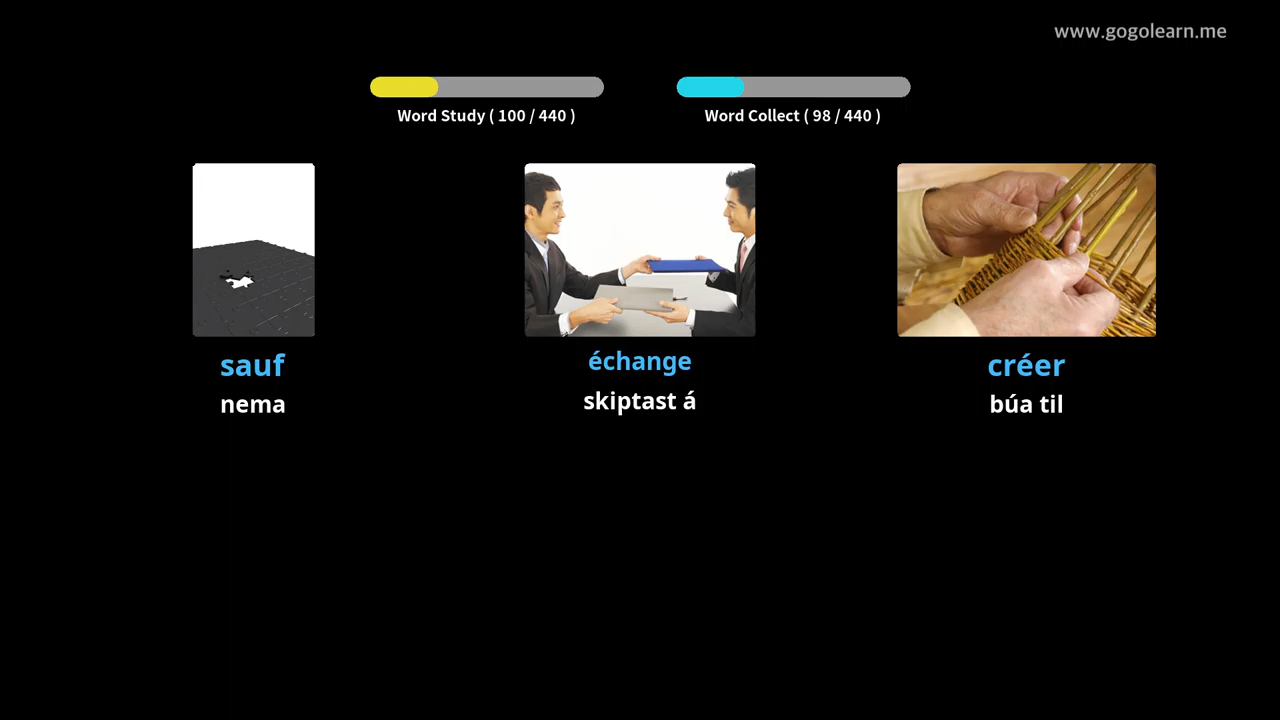 www.gogolearn.me
Word Study ( 100 / 440 )
Word Collect ( 98 / 440 )
sauf
nema
échange
skiptast á
créer
búa til